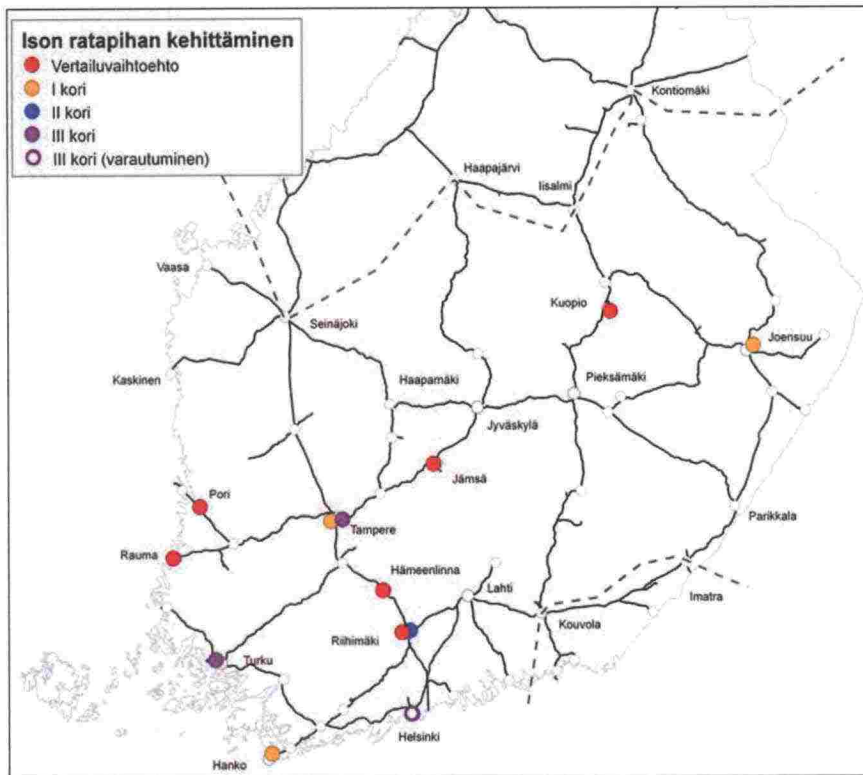 Ison ratapihan kehittäminen
Vertailuvaihtoehto
I kori
II kori
III kori
III kori (varautuminen)
Kontiomäki
Haapajärvi
Iisalmi
Vaasa
Kuopio
Seinäjoki
Joensuu
Kaskinen
Haapamäki
Pieksämäki
Jyväskylä
Jämsä
Pori
Parikkala
Tampere
Rauma
Hämeenlinna
Lahti
Imatra
Kouvola
Riihimäki
Turku
Helsinki
Hanko